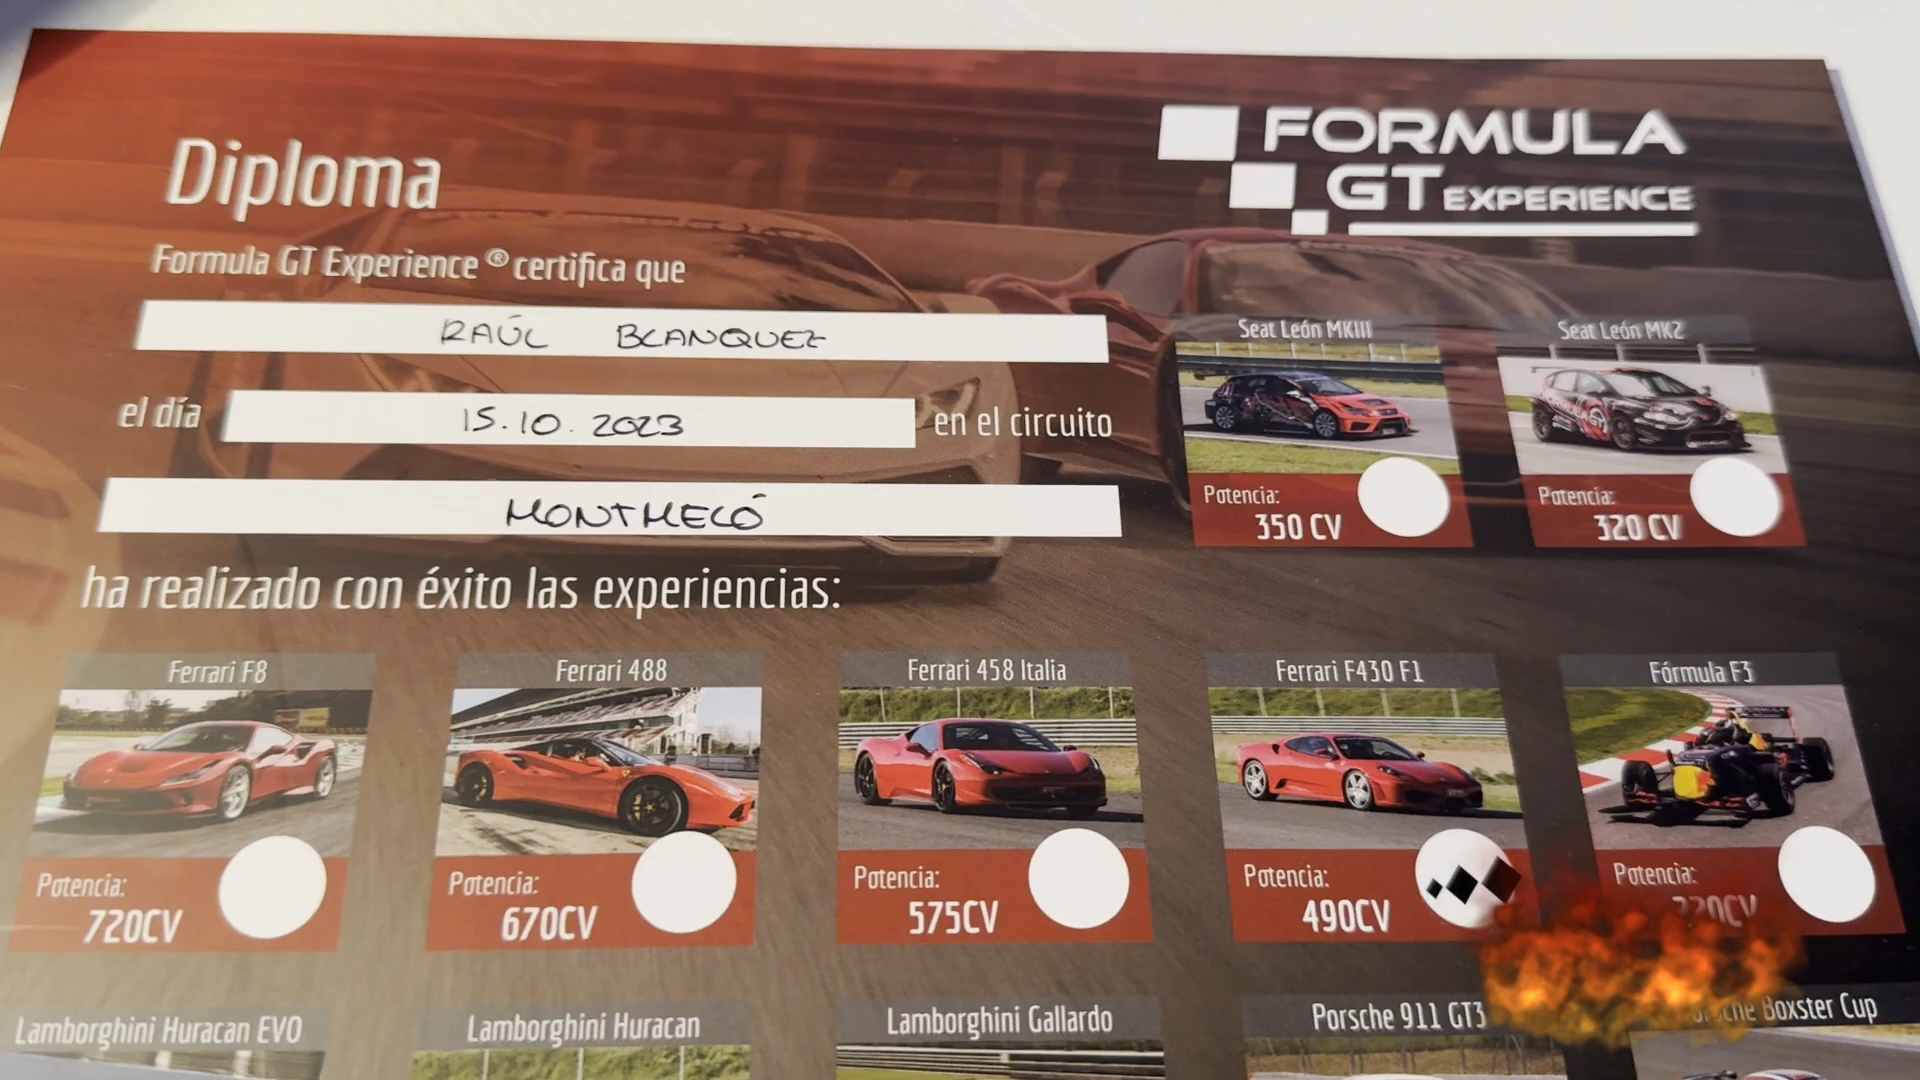 Diploma
FORMULA
GT EXPERIENCE
Formula GT Experience ® certifica que
RAÚL BLANQUEZ
el día 15.10.2023 en el circuito
MONTMELÓ
Seat León MKIII
Potencia:
350 CV
Seat León MK2
Potencia:
320 CV
ha realizado con éxito las experiencias:
Ferrari F8
Potencia:
720CV
Ferrari 488
Potencia:
670CV
Ferrari 458 Italia
Potencia:
575CV
Ferrari F430 F1
Potencia:
490CV
Fórmula F3
Potencia:
Lamborghini Huracan EVO
Lamborghini Huracan
Lamborghini Gallardo
Porsche 911 GT3
Boxster Cup